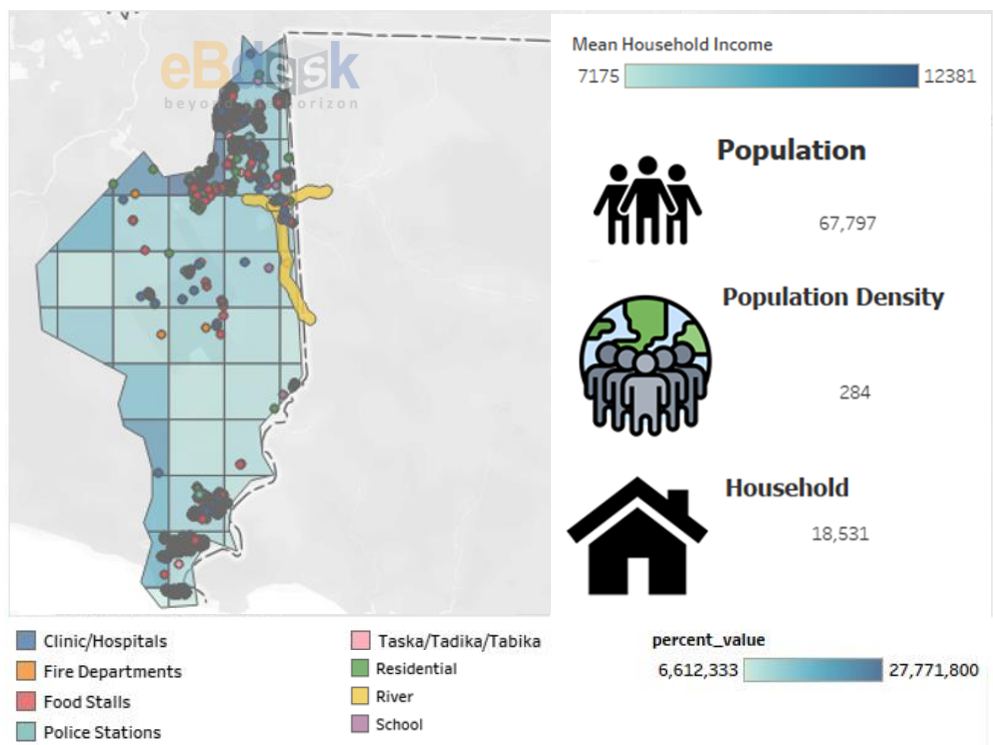 eBdesk
beyond the horizon
Mean Household Income
7175 12381
Population
67,797
Population Density
284
Household
18,531
Clinic/Hospitals
Fire Departments
Food Stalls
Police Stations
Taska/Tadika/Tabika
Residential
River
School
percent_value
6,612,333 27,771,800